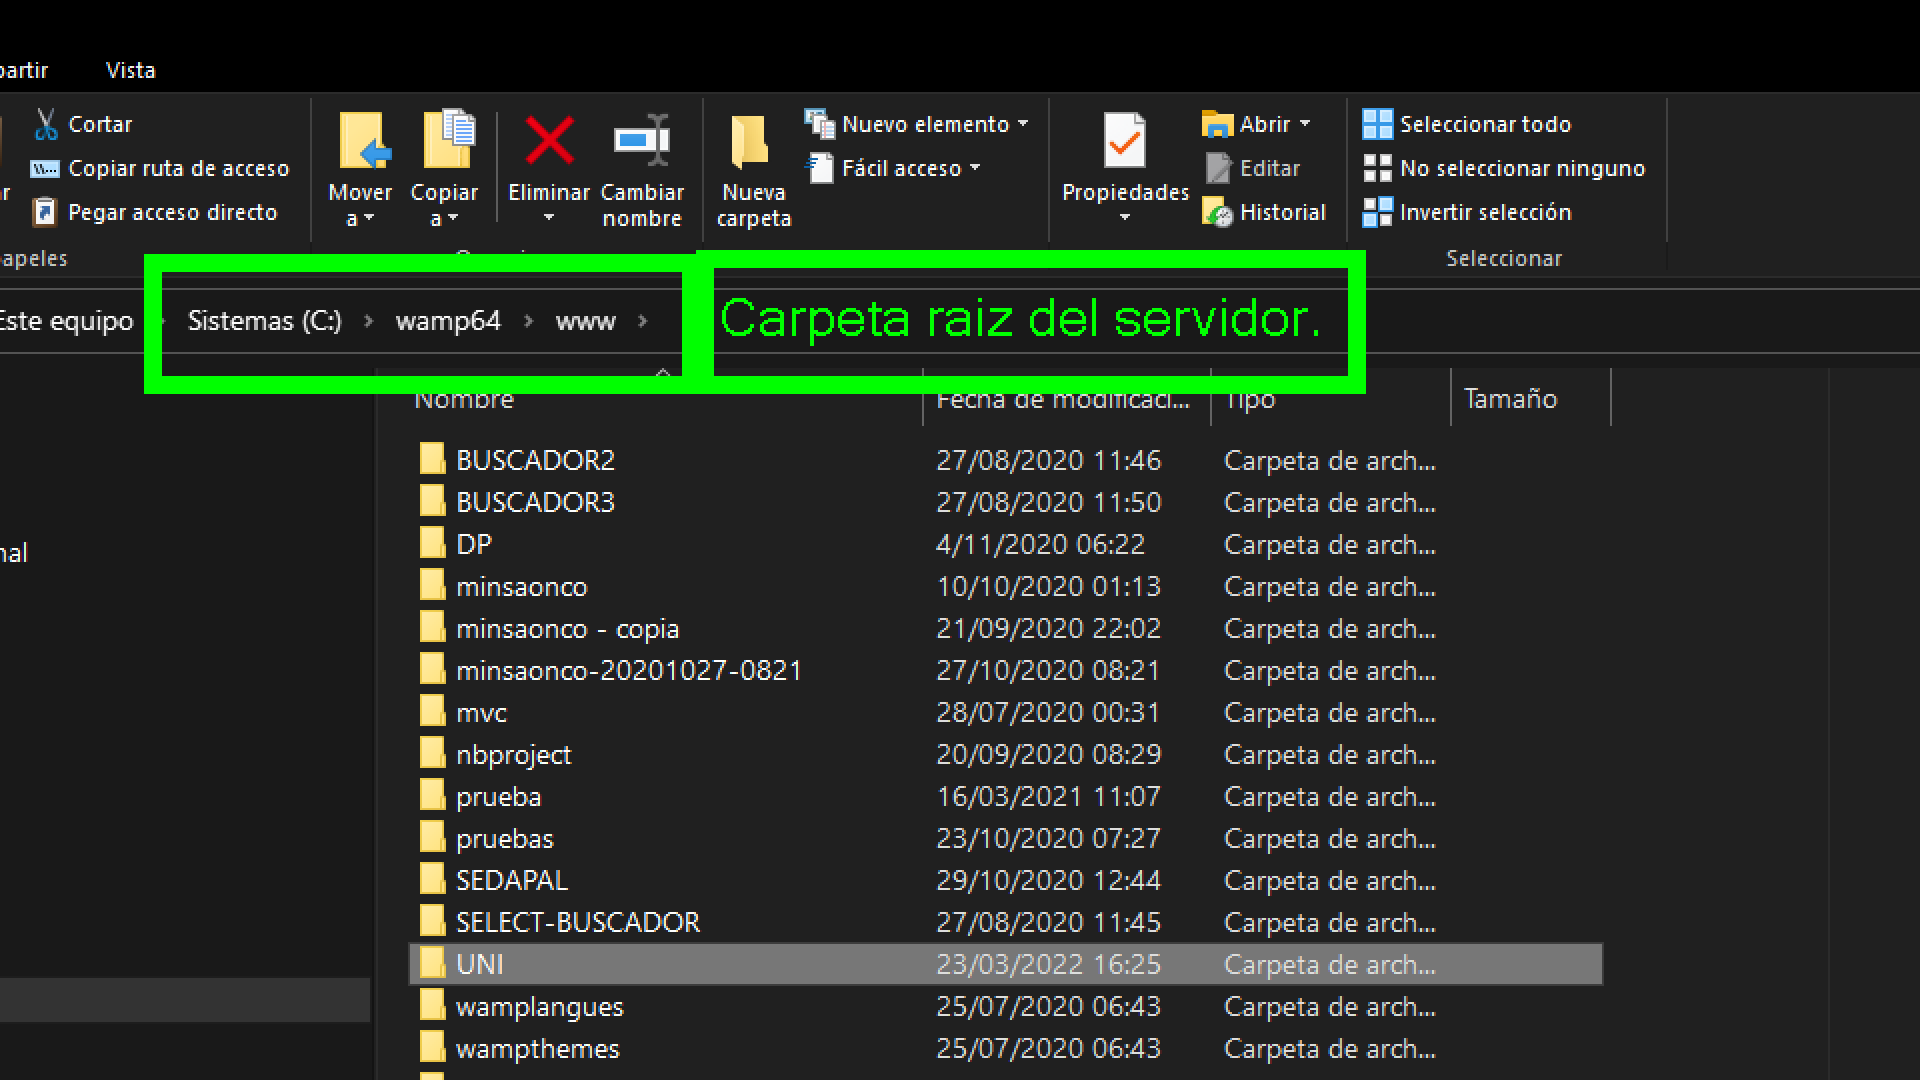 partir Vista
Cortar
Copiar ruta de acceso
Pegar acceso directo
Mover a
Copiar a
Eliminar
Cambiar nombre
Nueva carpeta
Nuevo elemento
Fácil acceso
Propiedades
Abrir
Editar
Historial
Seleccionar todo
No seleccionar ninguno
Invertir selección
apeles
Seleccionar
Este equipo Sistemas (C:) wamp64 www
Carpeta raiz del servidor.
Nombre Fecha de modificaci... Tipo Tamaño
BUSCADOR2 27/08/2020 11:46 Carpeta de arch...
BUSCADOR3 27/08/2020 11:50 Carpeta de arch...
DP 4/11/2020 06:22 Carpeta de arch...
nal
minsaonco 10/10/2020 01:13 Carpeta de arch...
minsaonco - copia 21/09/2020 22:02 Carpeta de arch...
minsaonco-20201027-0821 27/10/2020 08:21 Carpeta de arch...
mvc 28/07/2020 00:31 Carpeta de arch...
nbproject 20/09/2020 08:29 Carpeta de arch...
prueba 16/03/2021 11:07 Carpeta de arch...
pruebas 23/10/2020 07:27 Carpeta de arch...
SEDAPAL 29/10/2020 12:44 Carpeta de arch...
SELECT-BUSCADOR 27/08/2020 11:45 Carpeta de arch...
UNI 23/03/2022 16:25 Carpeta de arch...
wamplangues 25/07/2020 06:43 Carpeta de arch...
wampthemes 25/07/2020 06:43 Carpeta de arch...